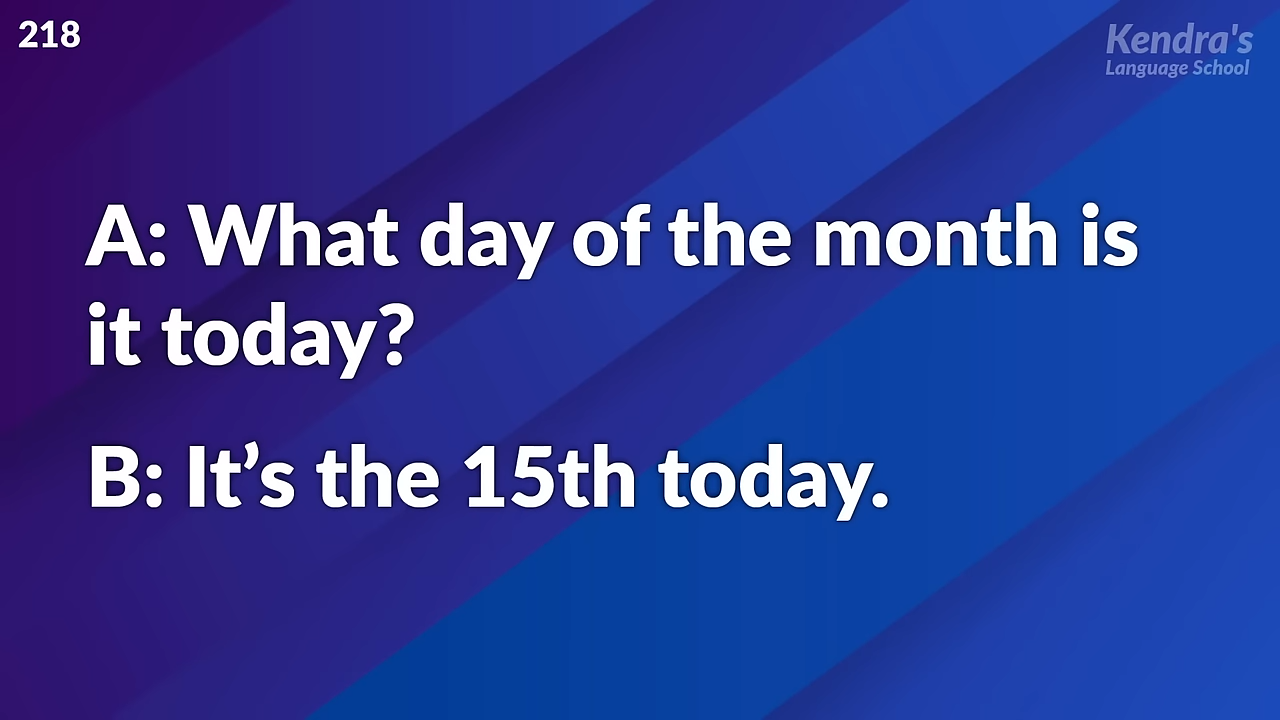 218
Kendra's
Language School
A: What day of the month is
it today?
B: It’s the 15th today.